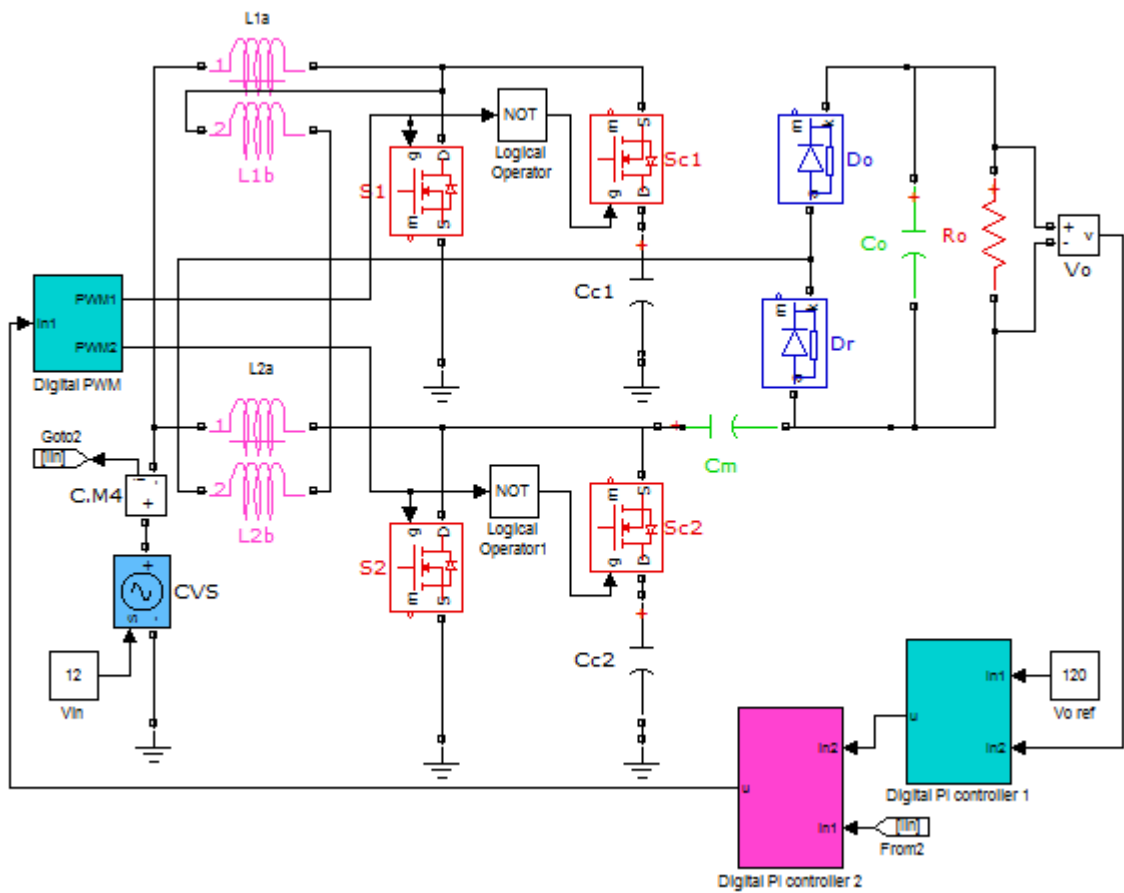 L1a
1
2
L1b
NOT
Logical
Operator
g
D
S1
m
S
m
S
Sc1
g
D
Cc1
m
k
Do
a
Co
Ro
+
-
v
Vo
m
k
Dr
a
PWM1
In1
PWM2
Digital PWM
L2a
1
2
L2b
Goto2
[Iin]
i
-
+
C.M4
Cm
NOT
Logical
Operator1
g
D
S2
m
S
m
S
Sc2
g
D
Cc2
+
s
-
CVS
12
Vin
In1
u
In2
Digital PI controller 1
120
Vo ref
In2
u
In1
Digital PI controller 2
[Iin]
From2